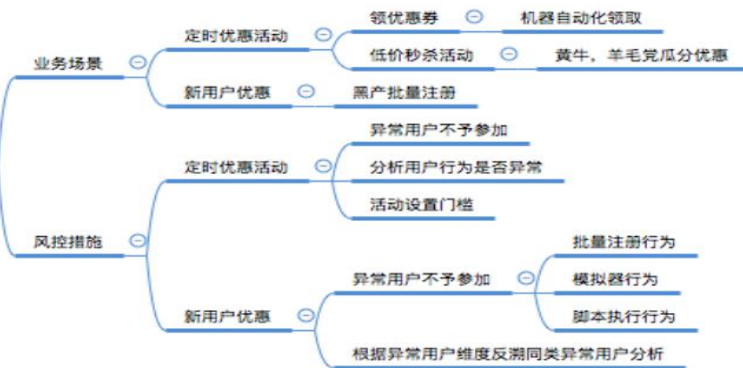 业务场景
定时优惠活动
领优惠券
机器自动化领取
低价秒杀活动
黄牛，羊毛党瓜分优惠
新用户优惠
黑产批量注册
风控措施
定时优惠活动
异常用户不予参加
分析用户行为是否异常
活动设置门槛
新用户优惠
异常用户不予参加
批量注册行为
模拟器行为
脚本执行行为
根据异常用户维度反溯同类异常用户分析